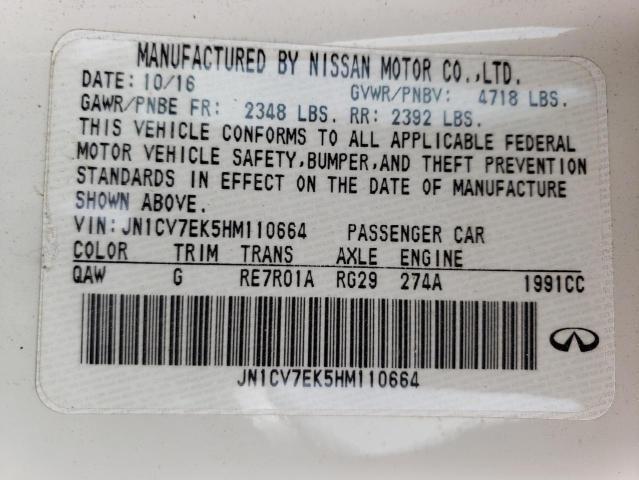 MANUFACTURED BY NISSAN MOTOR CO.,LTD.
DATE: 10/16 GVWR/PNBV: 4718 LBS.
GAWR/PNBE FR: 2348 LBS. RR: 2392 LBS.
THIS VEHICLE CONFORMS TO ALL APPLICABLE FEDERAL
MOTOR VEHICLE SAFETY,BUMPER,AND THEFT PREVENTION
STANDARDS IN EFFECT ON THE DATE OF MANUFACTURE
SHOWN ABOVE.
VIN: JN1CV7EK5HM110664 PASSENGER CAR
COLOR TRIM TRANS AXLE ENGINE
QAW G RE7R01A RG29 274A 1991CC
JN1CV7EK5HM110664